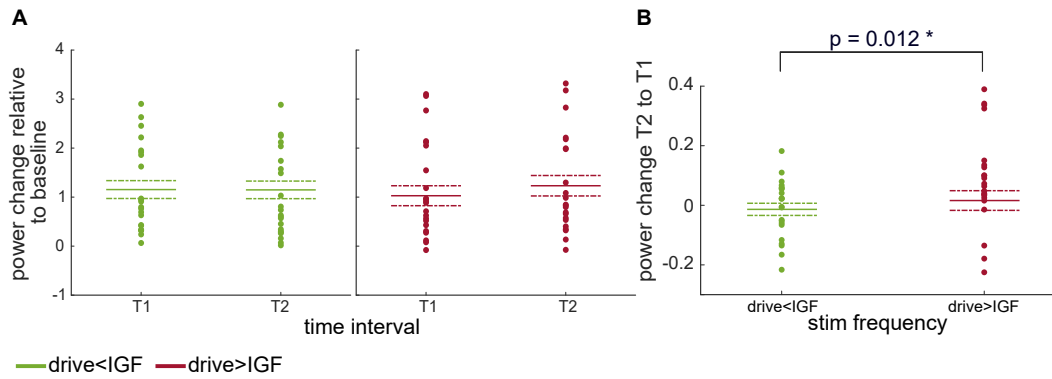 A
power change relative
to baseline
4
3
2
1
0
-1
T1
T2
T1
T2
time interval
drive<IGF
drive>IGF
B
p = 0.012 *
power change T2 to T1
0.4
0.2
0
-0.2
drive<IGF
drive>IGF
stim frequency